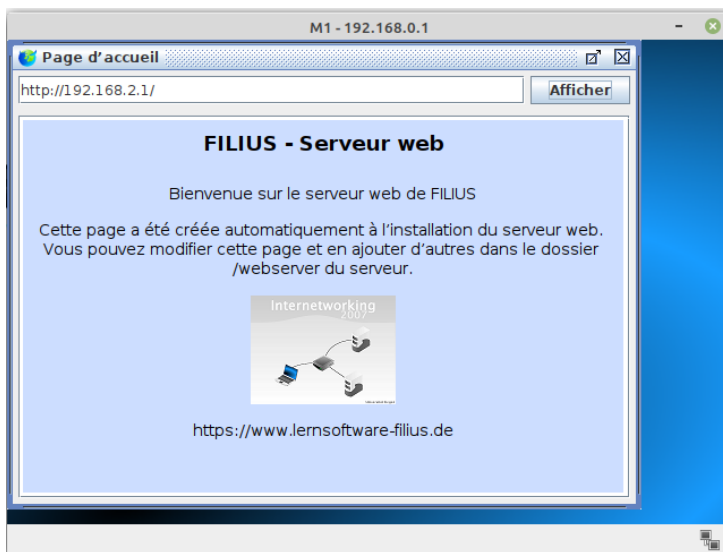 M1 - 192.168.0.1
Page d'accueil
http://192.168.2.1/
Afficher
FILIUS - Serveur web
Bienvenue sur le serveur web de FILIUS
Cette page a été créée automatiquement à l'installation du serveur web.
Vous pouvez modifier cette page et en ajouter d'autres dans le dossier
/webserver du serveur.
Internetworking
2007
https://www.lernsoftware-filius.de